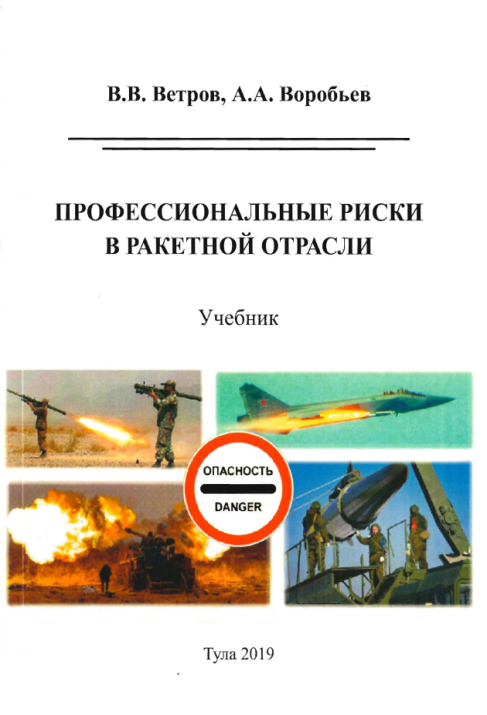 В.В. Ветров, А.А. Воробьев
ПРОФЕССИОНАЛЬНЫЕ РИСКИ
В РАКЕТНОЙ ОТРАСЛИ
Учебник
ОПАСНОСТЬ
DANGER
Тула 2019